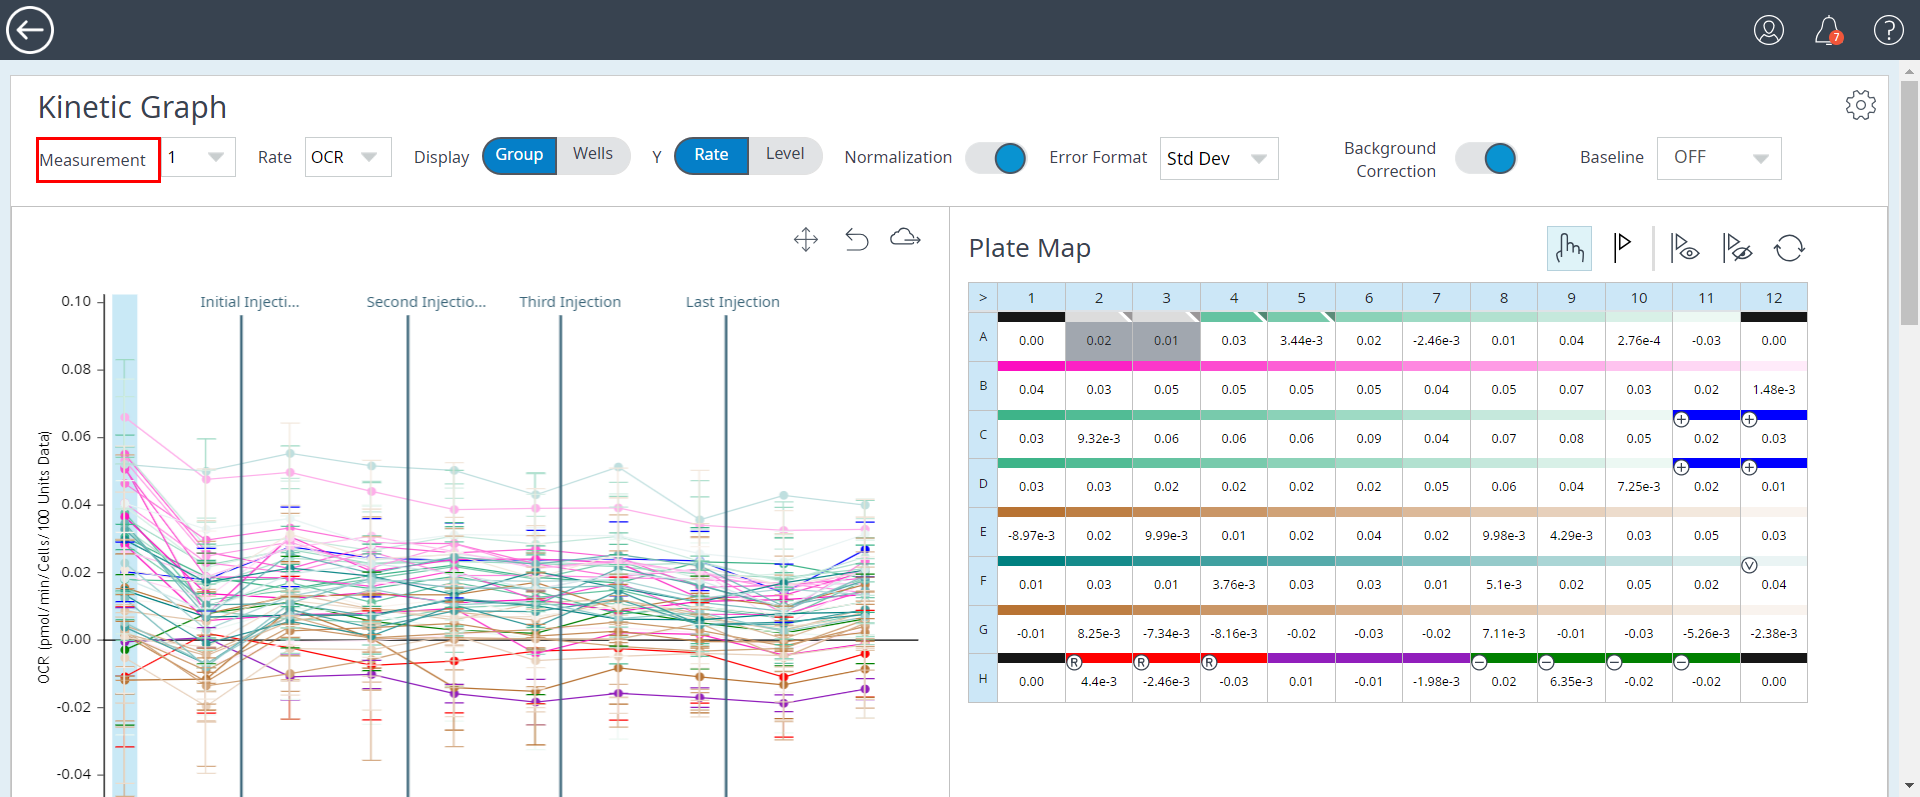 7
?
Kinetic Graph
Measurement 1 Rate OCR Display Group Wells Y Rate Level Normalization Error Format Std Dev Background Correction Baseline OFF
Plate Map
Initial Injecti... Second Injectio... Third Injection Last Injection
OCR (pmol/min/Cells/100 Units Data)
0.10
0.08
0.06
0.04
0.02
0.00
-0.02
-0.04
> 1 2 3 4 5 6 7 8 9 10 11 12
A 0.00 0.02 0.01 0.03 3.44e-3 0.02 -2.46e-3 0.01 0.04 2.76e-4 -0.03 0.00
B 0.04 0.03 0.05 0.05 0.05 0.05 0.04 0.05 0.07 0.03 0.02 1.48e-3
+ +
C 0.03 9.32e-3 0.06 0.06 0.06 0.09 0.04 0.07 0.08 0.05 0.02 0.03
+ +
D 0.03 0.03 0.02 0.02 0.02 0.02 0.05 0.06 0.04 7.25e-3 0.02 0.01
E -8.97e-3 0.02 9.99e-3 0.01 0.02 0.04 0.02 9.98e-3 4.29e-3 0.03 0.05 0.03
V
F 0.01 0.03 0.01 3.76e-3 0.03 0.03 0.01 5.1e-3 0.02 0.05 0.02 0.04
G -0.01 8.25e-3 -7.34e-3 -8.16e-3 -0.02 -0.03 -0.02 7.11e-3 -0.01 -0.03 -5.26e-3 -2.38e-3
R R R − − − −
H 0.00 4.4e-3 -2.46e-3 -0.03 0.01 -0.01 -1.98e-3 0.02 6.35e-3 -0.02 -0.02 0.00